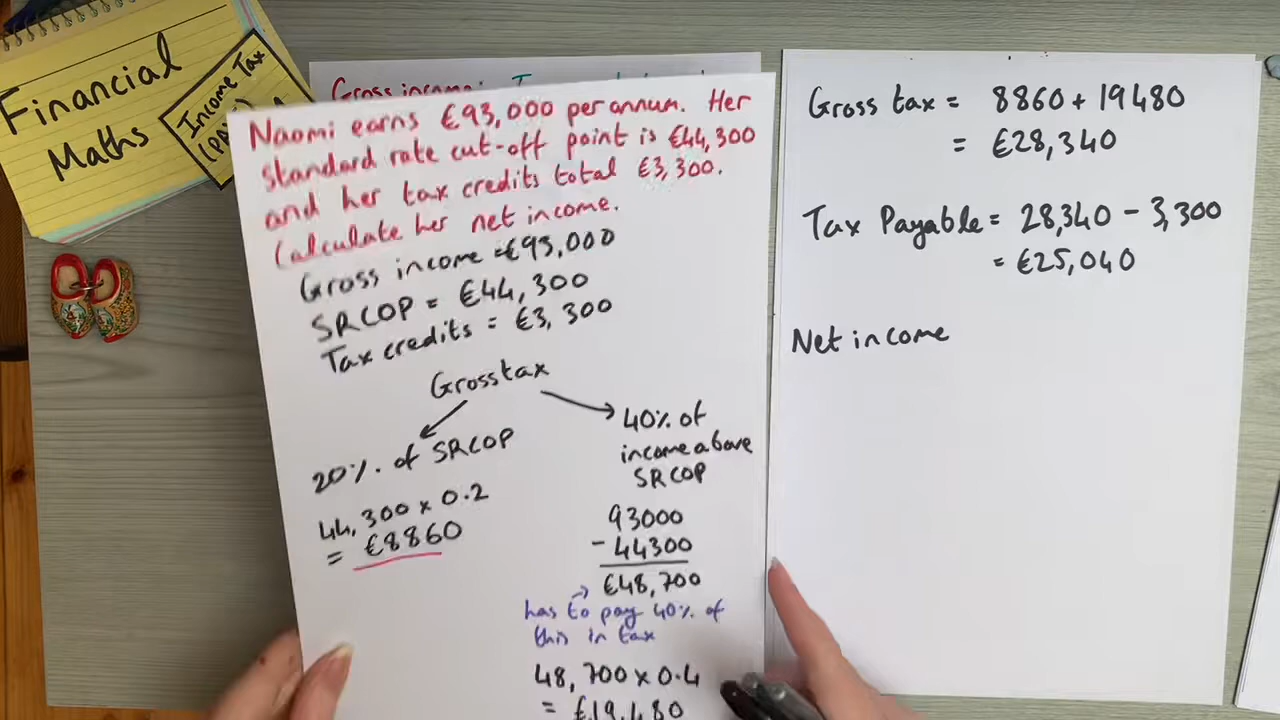 Financial
Maths
Income Tax
Gross income:
Naomi earns €93,000 per annum. Her
standard rate cut-off point is €44,300
and her tax credits total €3,300.
Calculate her net income.
Gross income = €93,000
SRCOP = €44,300
Tax credits = €3,300
Gross tax
20% of SRCOP
44,300 x 0.2
= €8860
40% of
income above
SRCOP
93000
- 44300
€48,700
has to pay 40% of
this in tax
48,700 x 0.4
= €19,480
Gross tax = 8860 + 19480
= €28,340
Tax Payable = 28,340 - 3,300
= €25,040
Net income